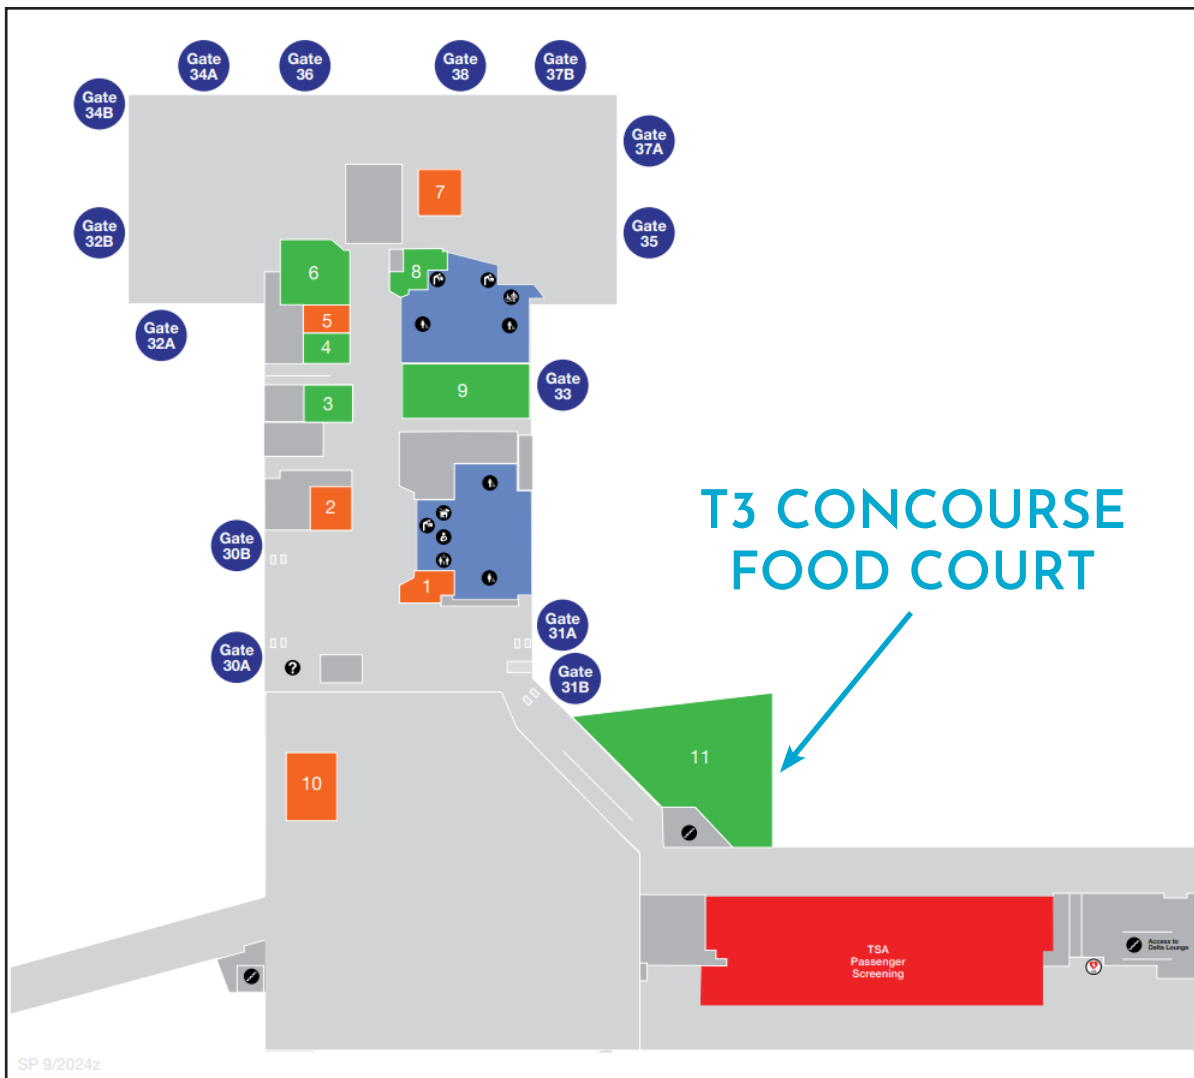 Gate
34A
Gate
36
Gate
38
Gate
37B
Gate
34B
Gate
37A
7
Gate
32B
Gate
35
6
8
5
Gate
32A
4
Gate
33
3
9
2
T3 CONCOURSE
FOOD COURT
Gate
30B
1
Gate
31A
Gate
30A
?
Gate
31B
11
10
TSA
Passenger
Screening
Access to
Delta Lounge
SP 9/2024z